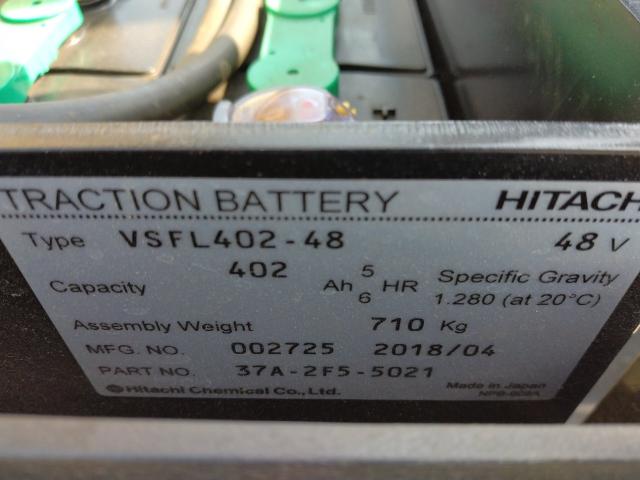 TRACTION BATTERY HITACH
Type VSFL402-48 48 V
Capacity 402 Ah 5 6 HR Specific Gravity 1.280 (at 20°C)
Assembly Weight 710 Kg
MFG. NO. 002725 2018/04
PART NO. 37A-2F5-5021
Hitachi Chemical Co., Ltd. Made in Japan